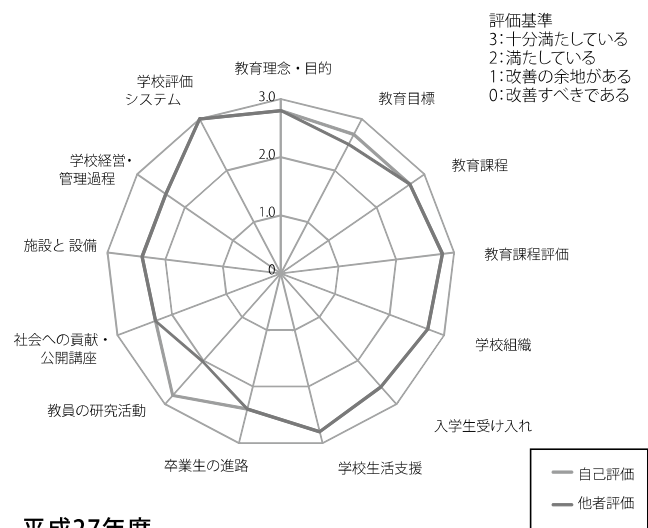 評価基準
3：十分満たしている
2：満たしている
1：改善の余地がある
0：改善すべきである
教育理念・目的
教育目標
教育課程
教育課程評価
学校組織
入学生受け入れ
学校生活支援
卒業生の進路
教員の研究活動
社会への貢献・
公開講座
施設と 設備
学校経営・
管理過程
学校評価
システム
3.0
2.0
1.0
0
自己評価
他者評価
平成27年度